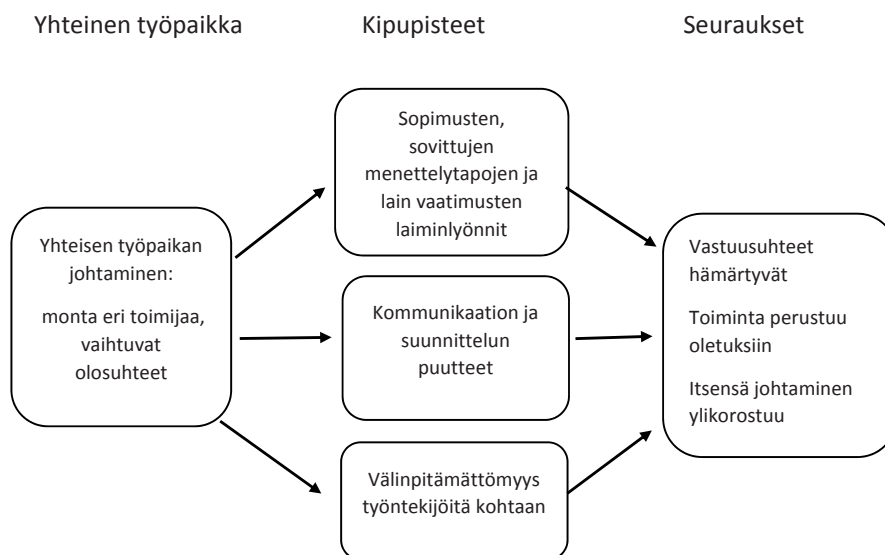 Yhteinen työpaikka
Kipupisteet
Seuraukset
Yhteisen työpaikan
johtaminen:
monta eri toimijaa,
vaihtuvat
olosuhteet
Sopimusten,
sovittujen
menettelytapojen ja
lain vaatimusten
laiminlyönnit
Kommunikaation ja
suunnittelun
puutteet
Välinpitämättömyys
työntekijöitä kohtaan
Vastuusuhteet
hämärtyvät
Toiminta perustuu
oletuksiin
Itsensä johtaminen
ylikorostuu